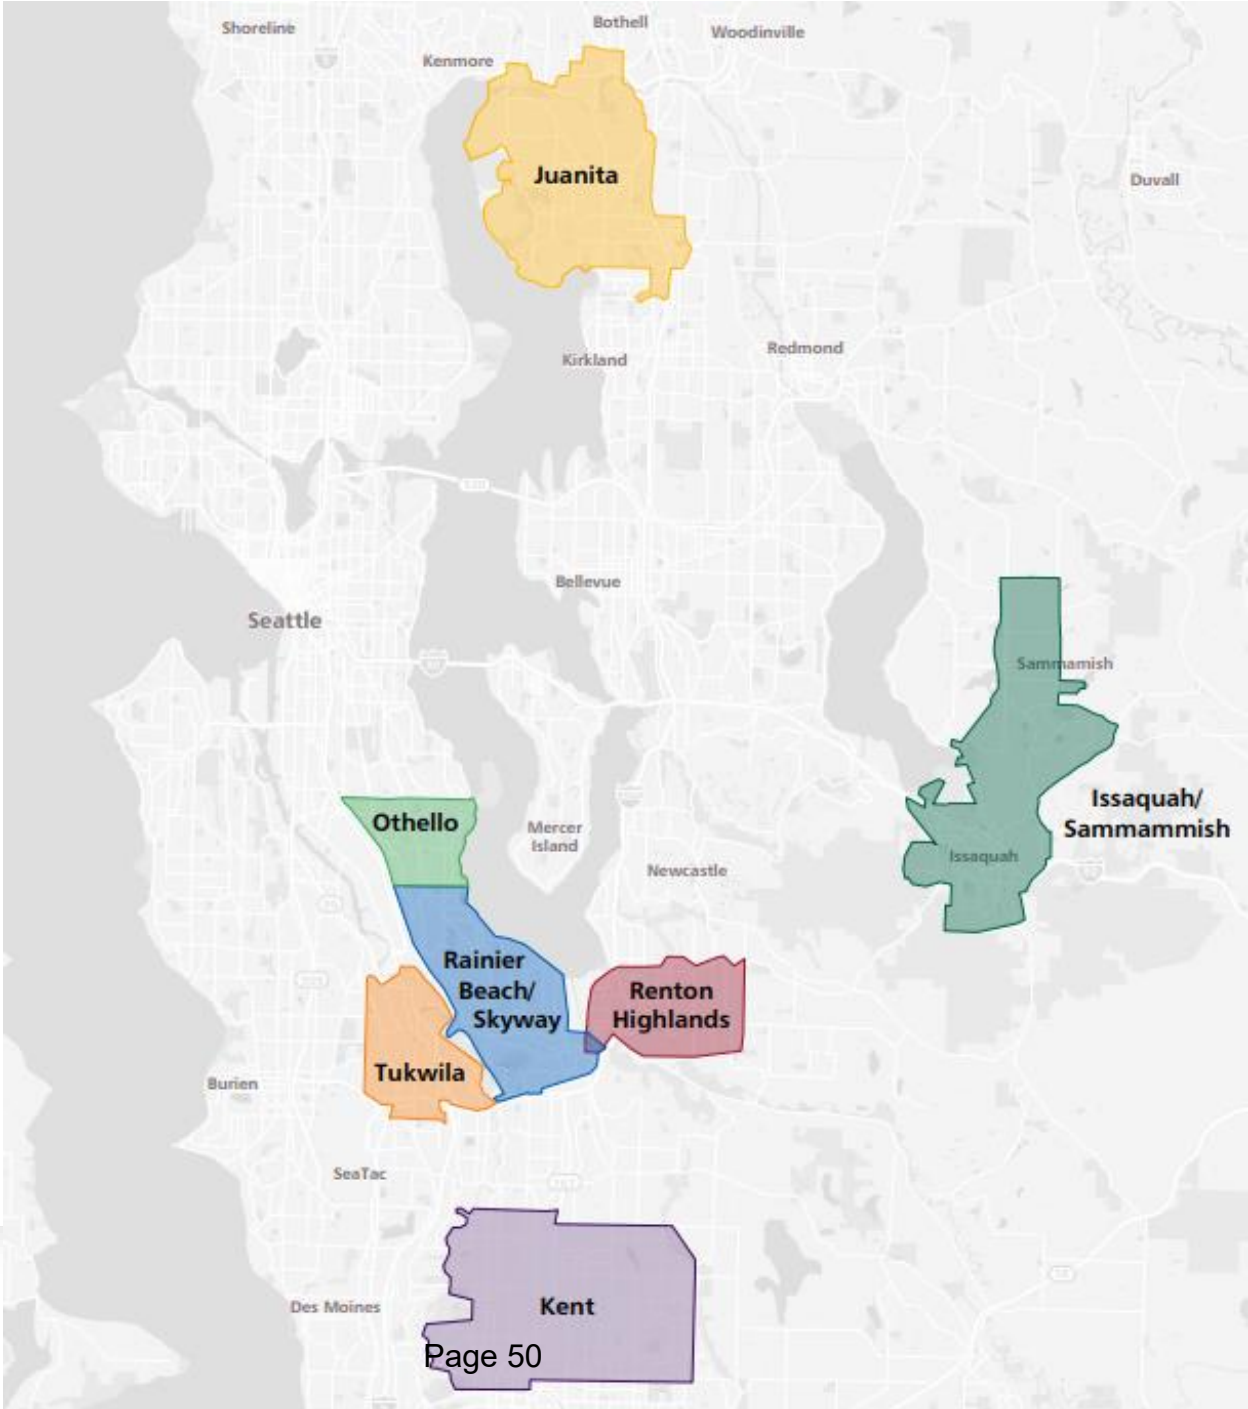 Bothell
Shoreline
Woodinville
Kenmore
Juanita
Duvall
Redmond
Kirkland
520
Bellevue
Seattle
Sammamish
Issaquah/
Sammammish
Othello
Mercer
Island
Issaquah
Newcastle
Rainier
Beach/
Skyway
Renton
Highlands
Tukwila
Burien
SeaTac
Kent
Des Moines
Page 50